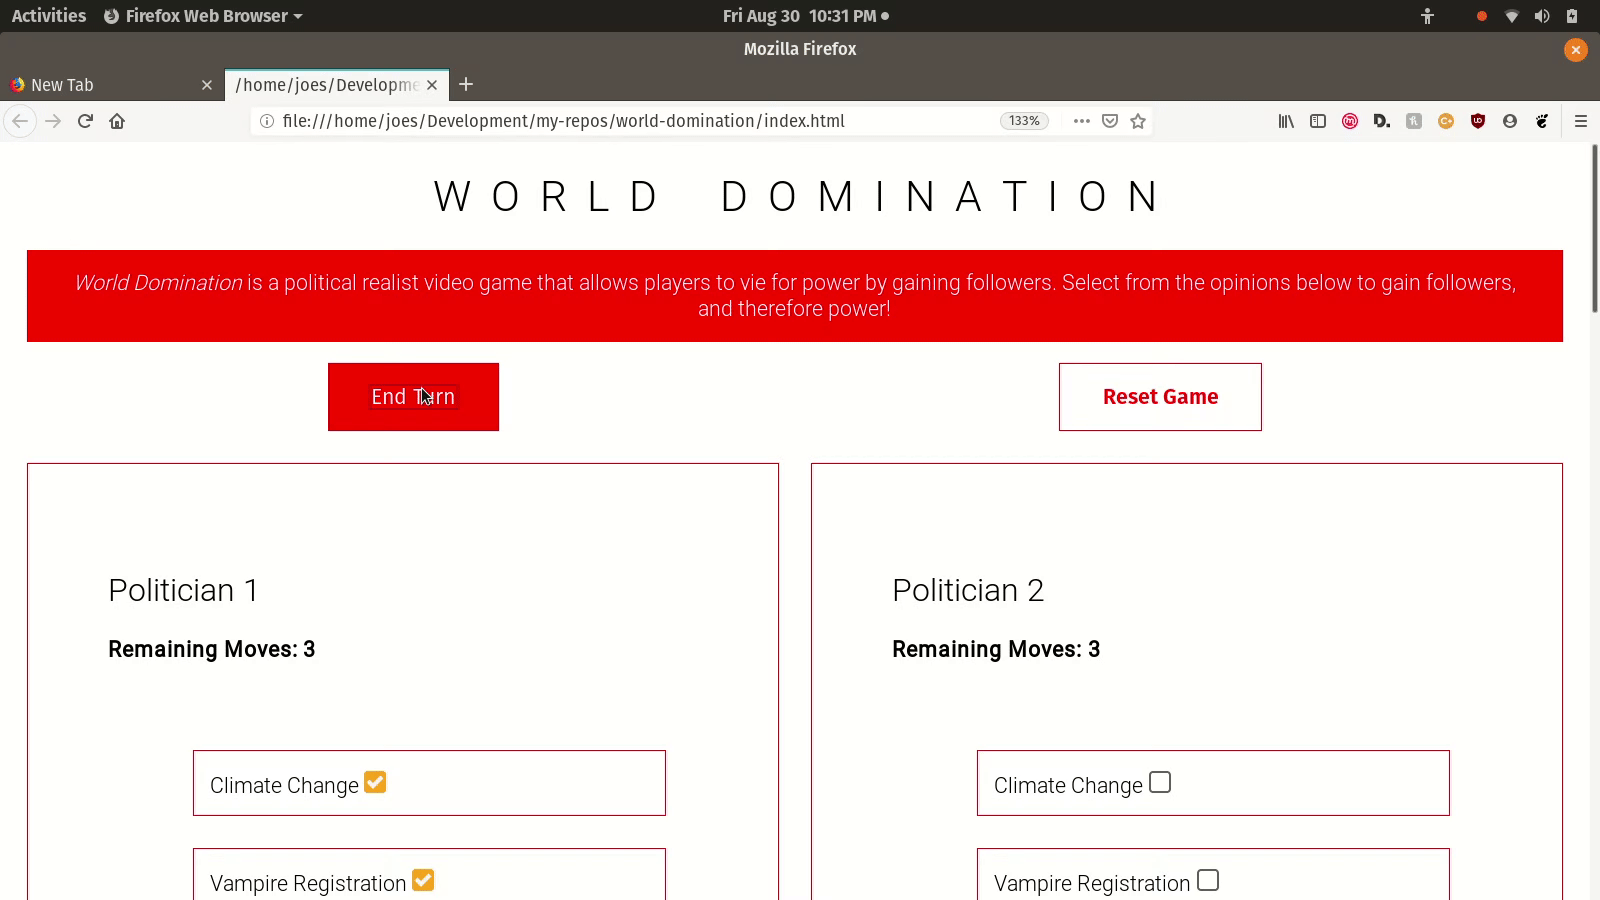 Activities Firefox Web Browser Fri Aug 30 10:31 PM
Mozilla Firefox
New Tab /home/joes/Developme
file:///home/joes/Development/my-repos/world-domination/index.html 133%
WORLD DOMINATION
World Domination is a political realist video game that allows players to vie for power by gaining followers. Select from the opinions below to gain followers,
and therefore power!
End Turn Reset Game
Politician 1
Remaining Moves: 3
Climate Change
Vampire Registration
Politician 2
Remaining Moves: 3
Climate Change
Vampire Registration